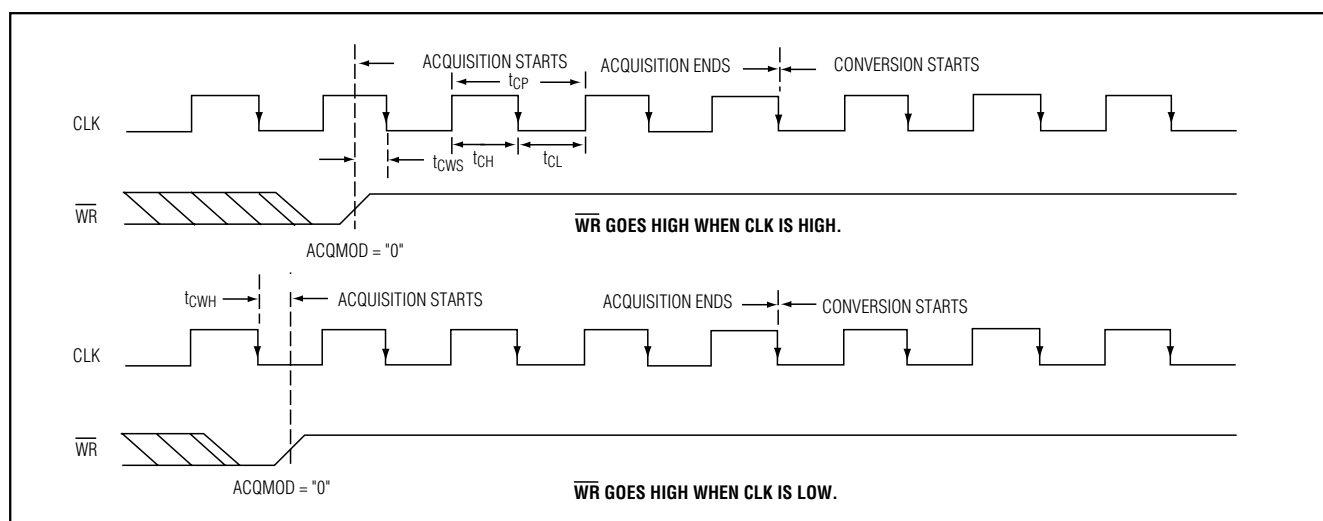 ACQUISITION STARTS
ACQUISITION ENDS
CONVERSION STARTS
tCP
CLK
tCWS
tCH
tCL
WR
WR GOES HIGH WHEN CLK IS HIGH.
ACQMOD = "0"
tCWH
ACQUISITION STARTS
ACQUISITION ENDS
CONVERSION STARTS
CLK
WR
ACQMOD = "0"
WR GOES HIGH WHEN CLK IS LOW.